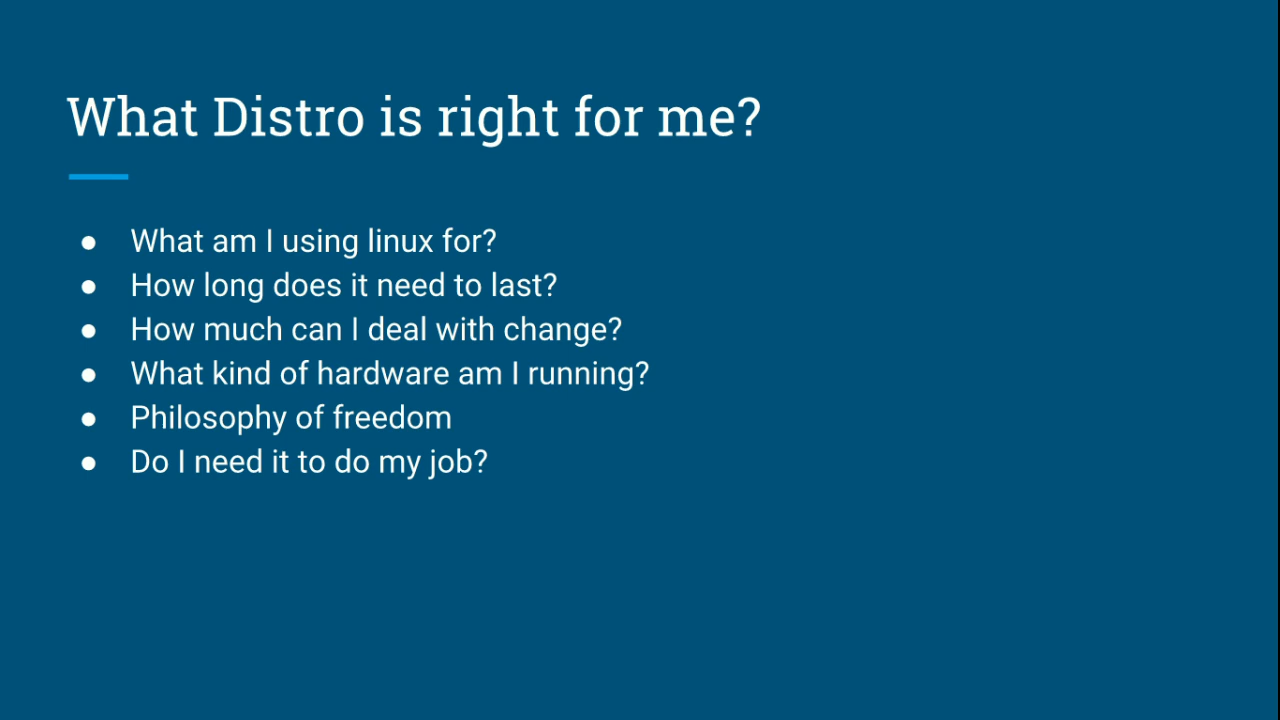 What Distro is right for me?
● What am I using linux for?
● How long does it need to last?
● How much can I deal with change?
● What kind of hardware am I running?
● Philosophy of freedom
● Do I need it to do my job?